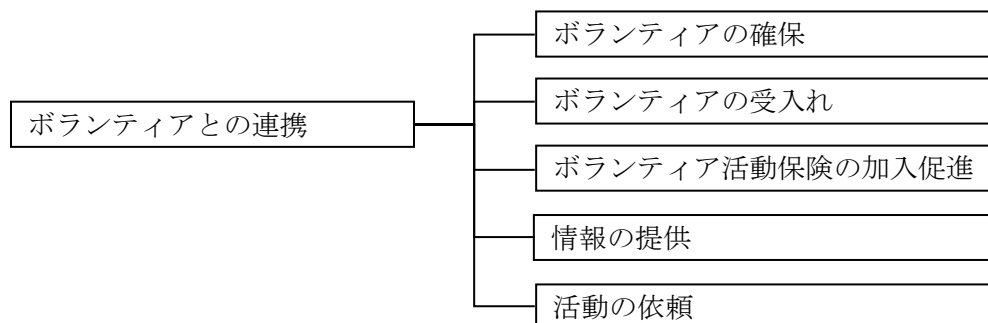 ボランティアとの連携
ボランティアの確保
ボランティアの受入れ
ボランティア活動保険の加入促進
情報の提供
活動の依頼